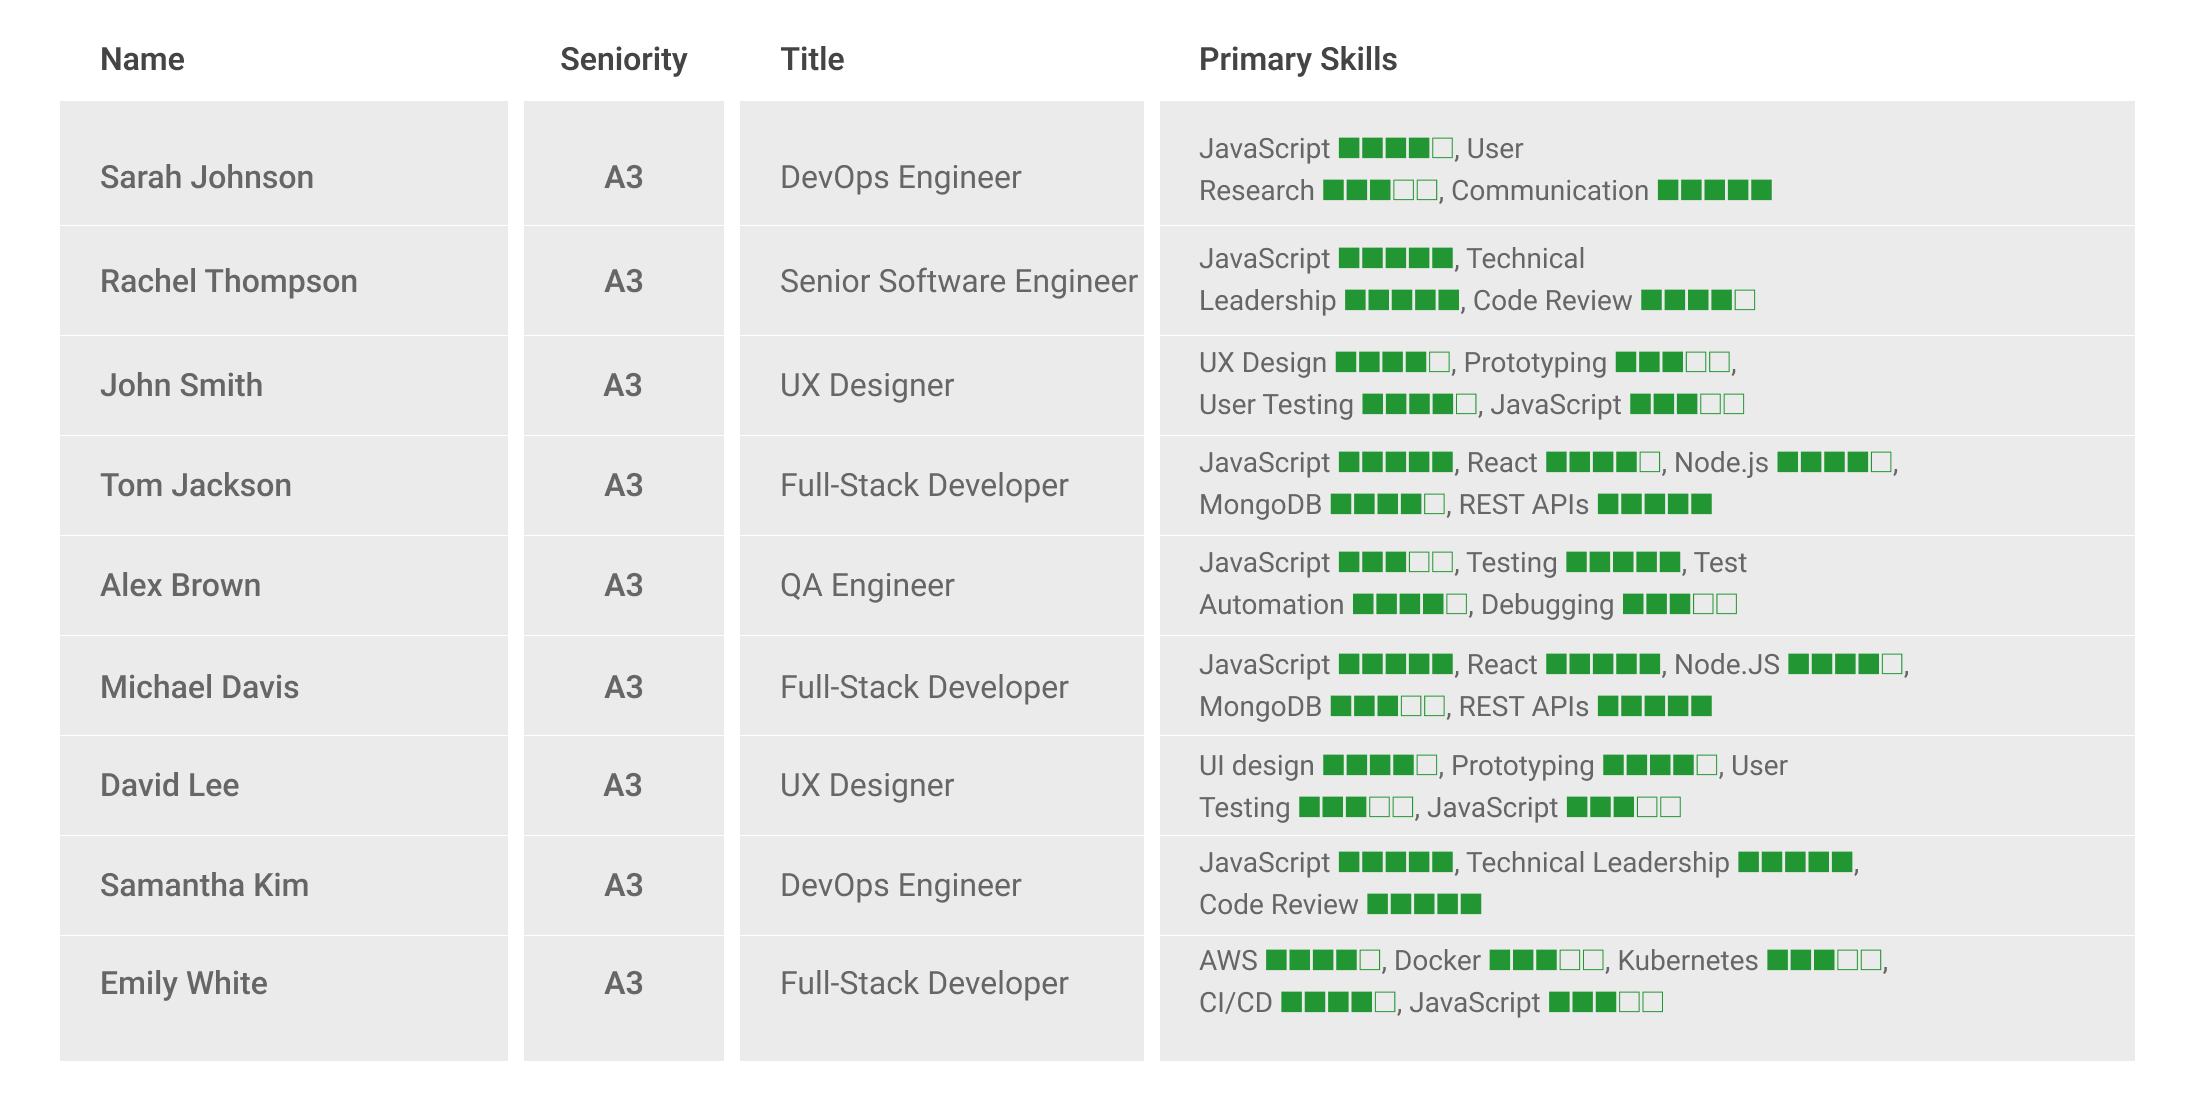 Name Seniority Title Primary Skills
Sarah Johnson A3 DevOps Engineer JavaScript ■■■■□, User
Research ■■■□□, Communication ■■■■■
Rachel Thompson A3 Senior Software Engineer JavaScript ■■■■■, Technical
Leadership ■■■■■, Code Review ■■■■□
John Smith A3 UX Designer UX Design ■■■■□, Prototyping ■■■□□,
User Testing ■■■■□, JavaScript ■■■□□
Tom Jackson A3 Full-Stack Developer JavaScript ■■■■■, React ■■■■□, Node.js ■■■■□,
MongoDB ■■■■□, REST APIs ■■■■■
Alex Brown A3 QA Engineer JavaScript ■■■□□, Testing ■■■■■, Test
Automation ■■■■□, Debugging ■■■□□
Michael Davis A3 Full-Stack Developer JavaScript ■■■■■, React ■■■■■, Node.JS ■■■■□,
MongoDB ■■■□□, REST APIs ■■■■■
David Lee A3 UX Designer UI design ■■■■□, Prototyping ■■■■□, User
Testing ■■■□□, JavaScript ■■■□□
Samantha Kim A3 DevOps Engineer JavaScript ■■■■■, Technical Leadership ■■■■■,
Code Review ■■■■■
Emily White A3 Full-Stack Developer AWS ■■■■□, Docker ■■■□□, Kubernetes ■■■□□,
CI/CD ■■■■□, JavaScript ■■■□□